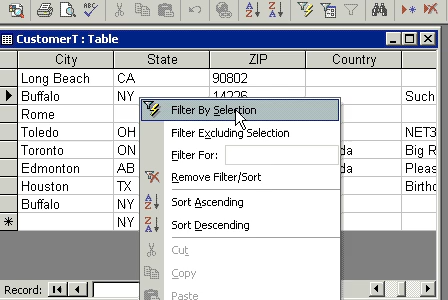 CustomerT : Table
City State ZIP Country
Long Beach CA 90802
Buffalo NY 14226 Such
Rome
Toledo OH NET3
Toronto ON da Big R
Edmonton AB da Pleas
Houston TX Birtho
Buffalo NY
* NY
Filter By Selection
Filter Excluding Selection
Filter For:
Remove Filter/Sort
Sort Ascending
Sort Descending
Cut
Copy
Paste
Record: